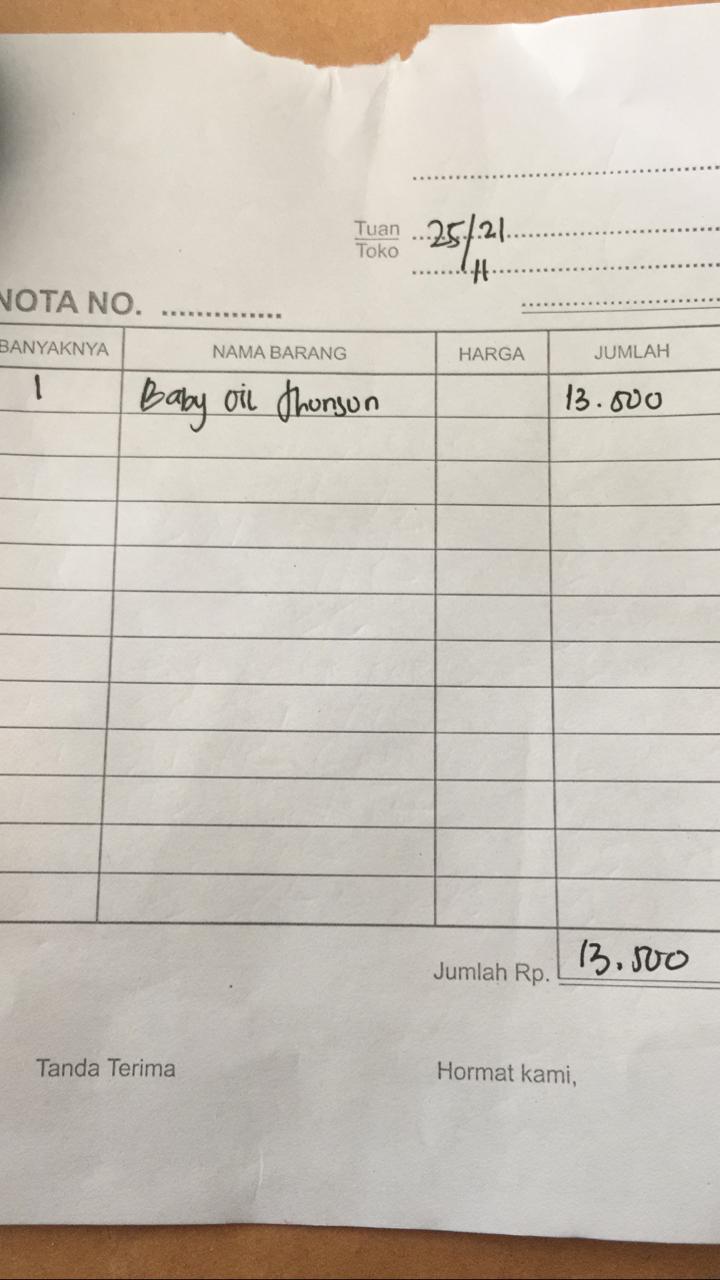 Tuan 25/21
Toko 11
NOTA NO.
BANYAKNYA NAMA BARANG HARGA JUMLAH
1 Baby oil Jhonson 13.500
Jumlah Rp. 13.500
Tanda Terima Hormat kami,